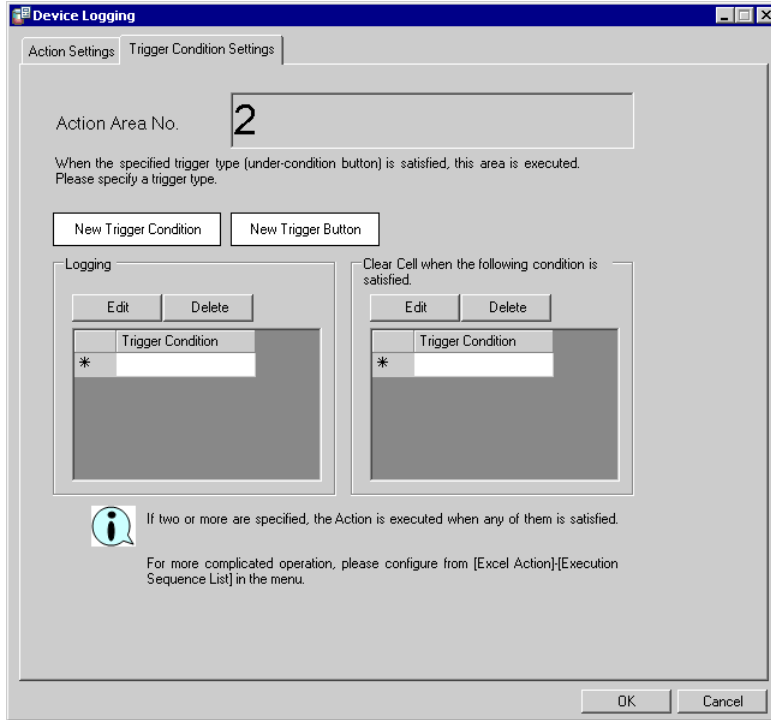 Device Logging
Action Settings
Trigger Condition Settings
Action Area No.
2
When the specified trigger type (under-condition button) is satisfied, this area is executed.
Please specify a trigger type.
New Trigger Condition
New Trigger Button
Logging
Edit
Delete
Trigger Condition
*
Clear Cell when the following condition is
satisfied.
Edit
Delete
Trigger Condition
*
If two or more are specified, the Action is executed when any of them is satisfied.
For more complicated operation, please configure from [Excel Action]-[Execution
Sequence List] in the menu.
OK
Cancel